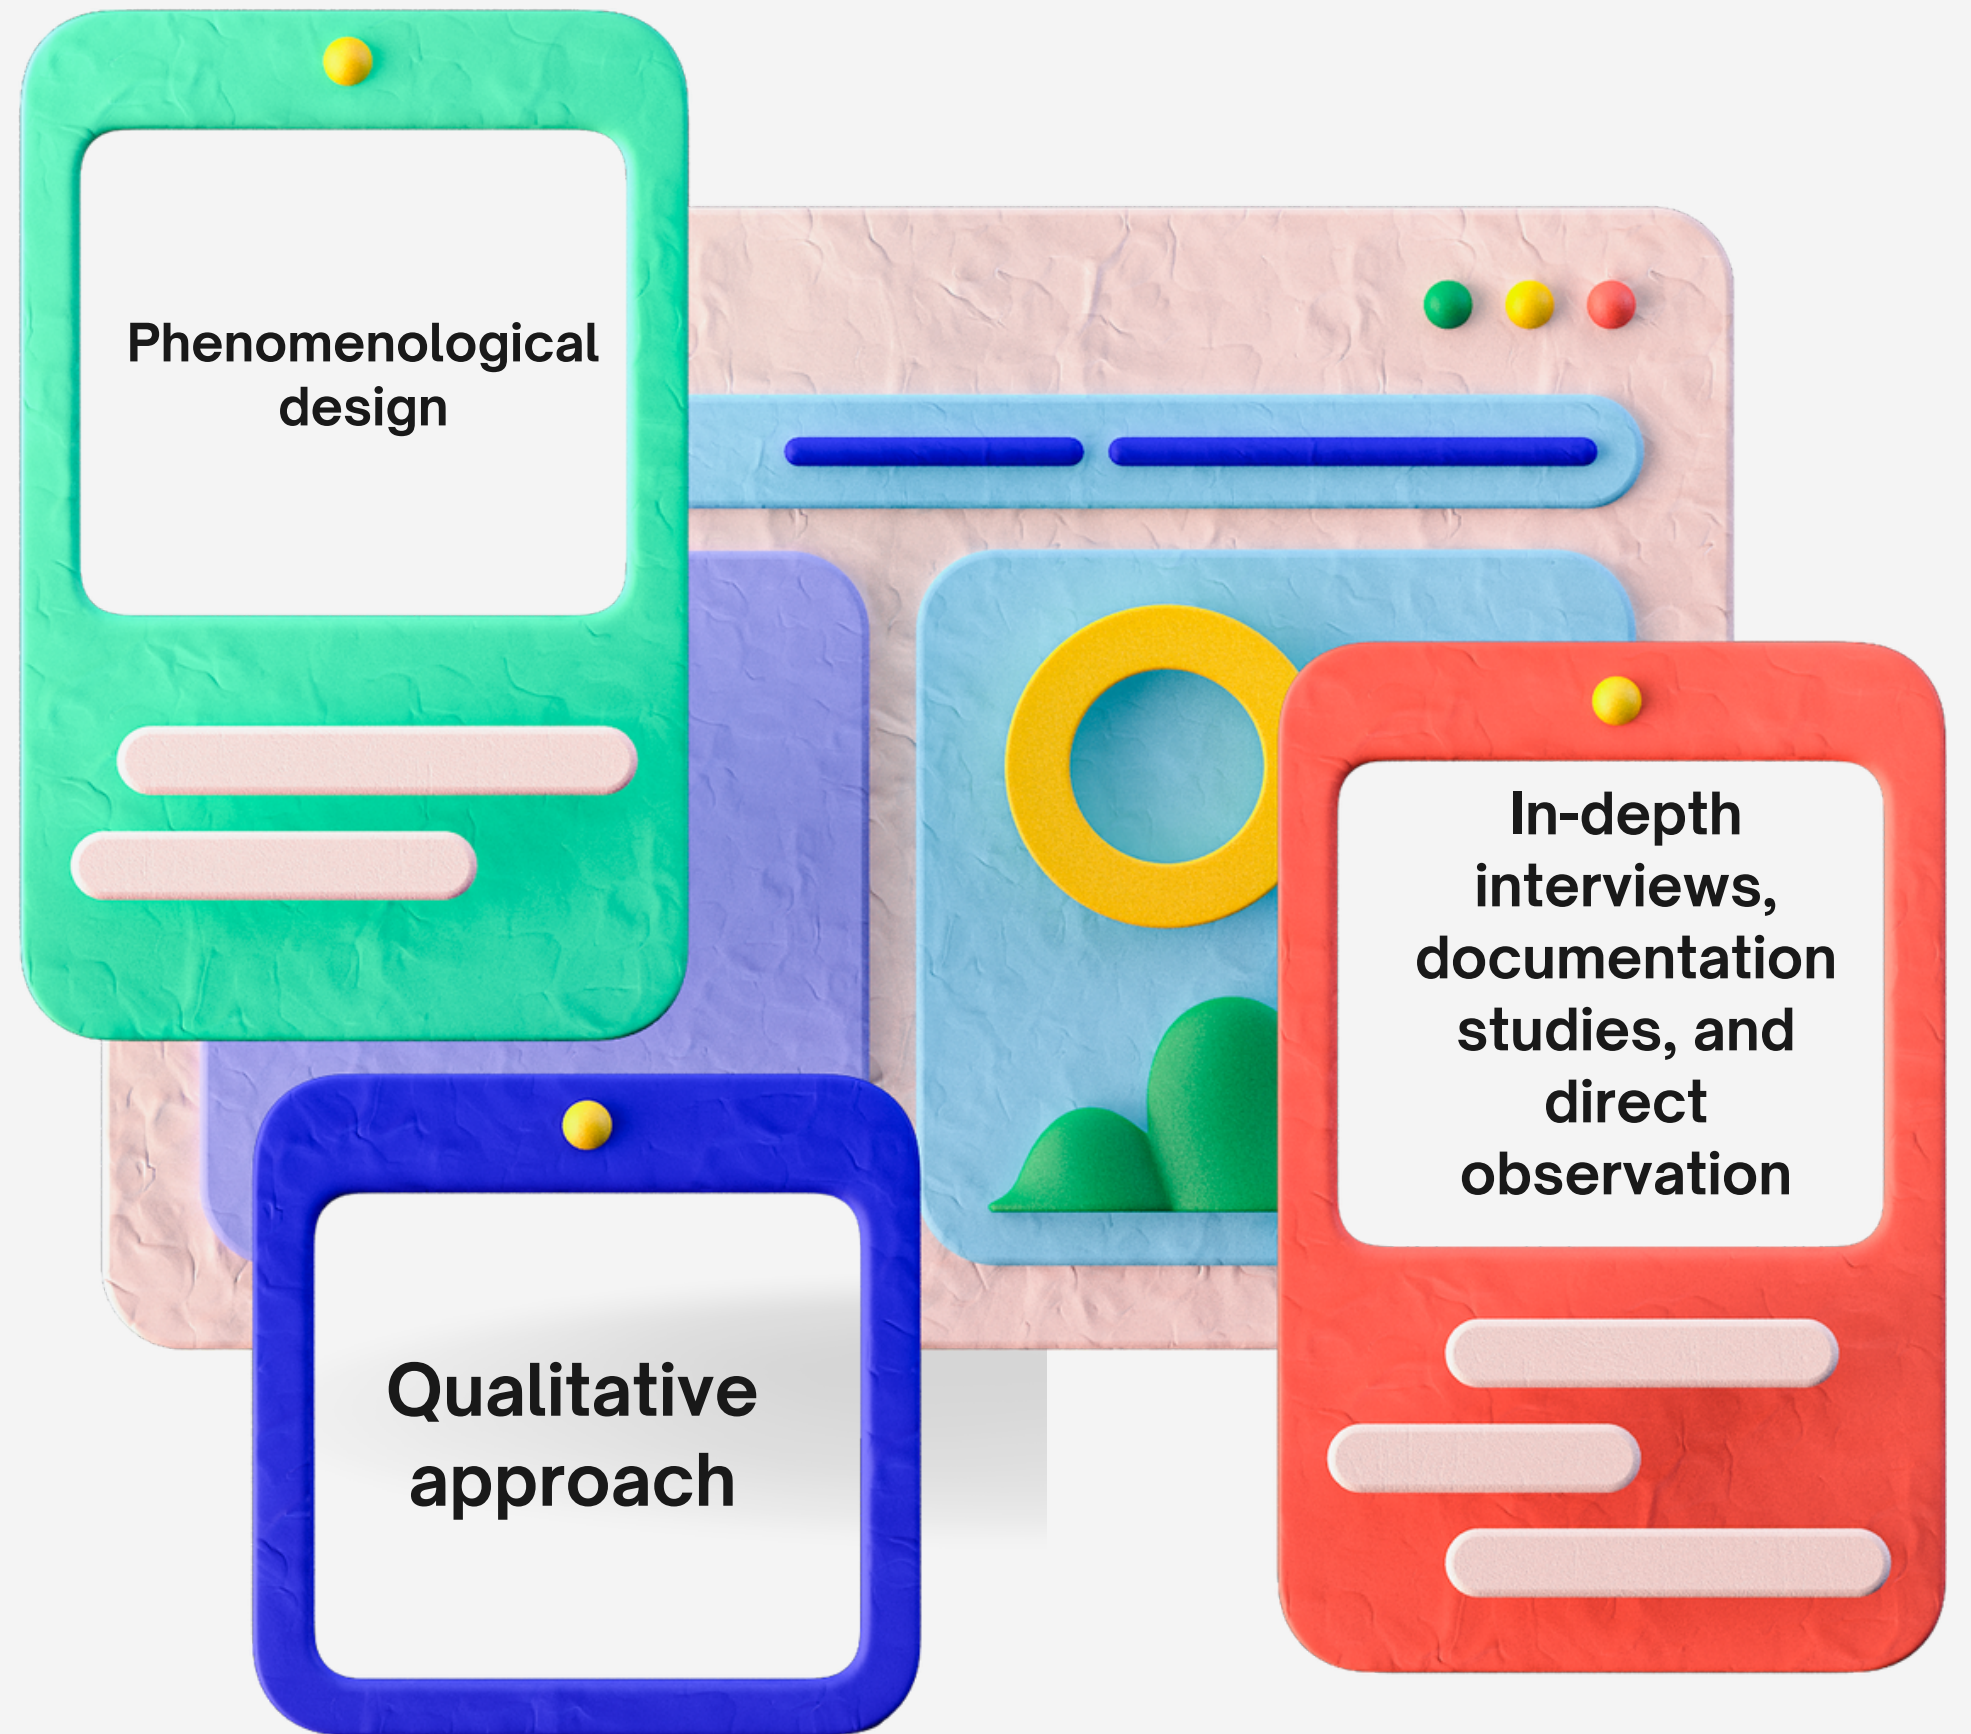 Phenomenological
design
In-depth
interviews,
documentation
studies, and
direct
observation
Qualitative
approach